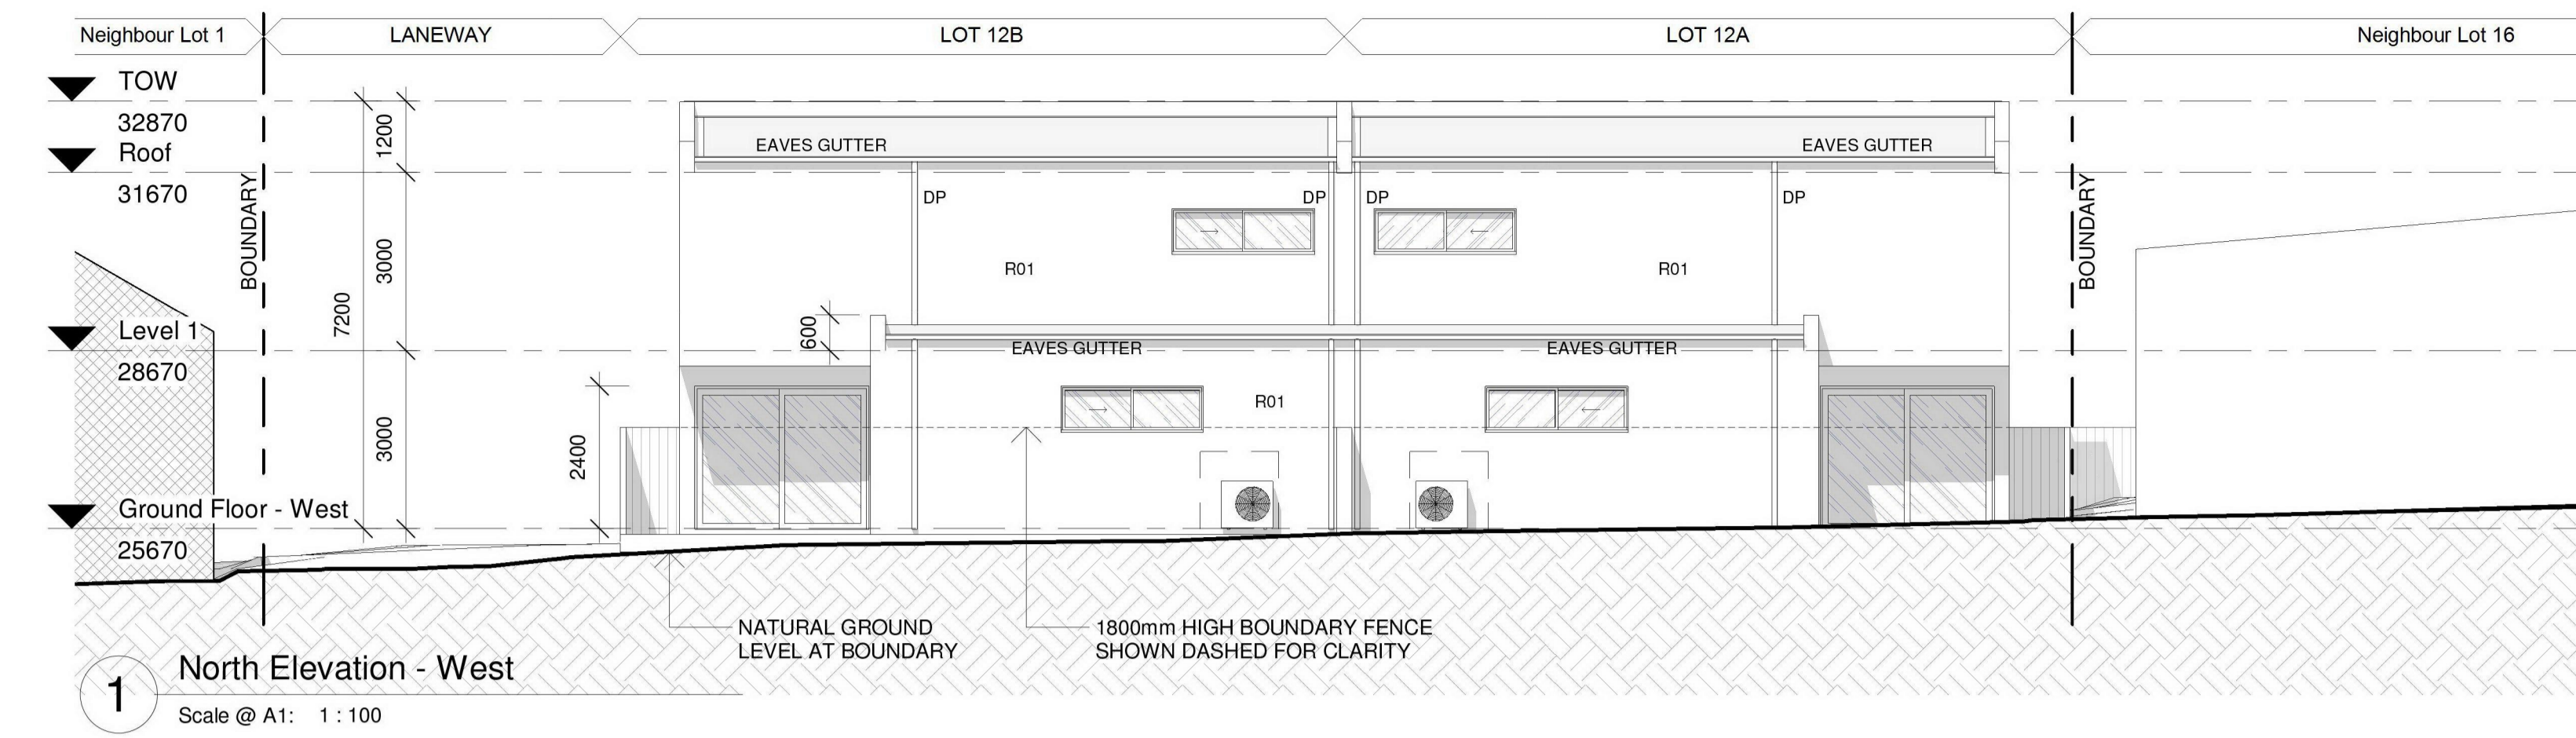 Neighbour Lot 1
LANEWAY
LOT 12B
LOT 12A
Neighbour Lot 16
TOW
32870
Roof
31670
Level 1
28670
Ground Floor - West
25670
BOUNDARY
7200
1200
3000
3000
2400
600
EAVES GUTTER
EAVES GUTTER
DP
DP
DP
DP
R01
R01
EAVES GUTTER
EAVES GUTTER
R01
BOUNDARY
NATURAL GROUND
LEVEL AT BOUNDARY
1800mm HIGH BOUNDARY FENCE
SHOWN DASHED FOR CLARITY
1
North Elevation - West
Scale @ A1: 1 : 100